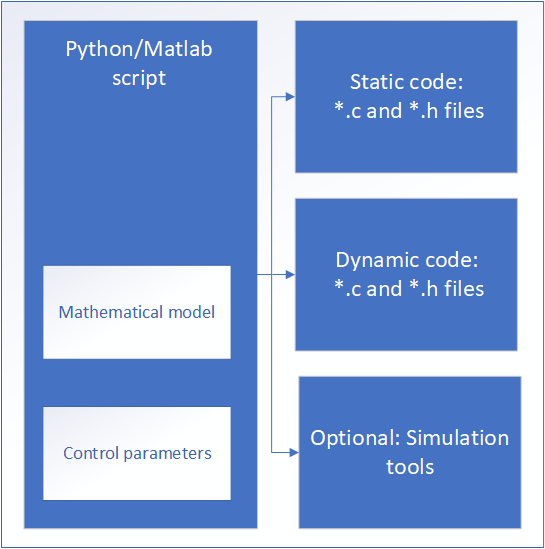 Python/Matlab
script
Mathematical model
Control parameters
Static code:
*.c and *.h files
Dynamic code:
*.c and *.h files
Optional: Simulation
tools